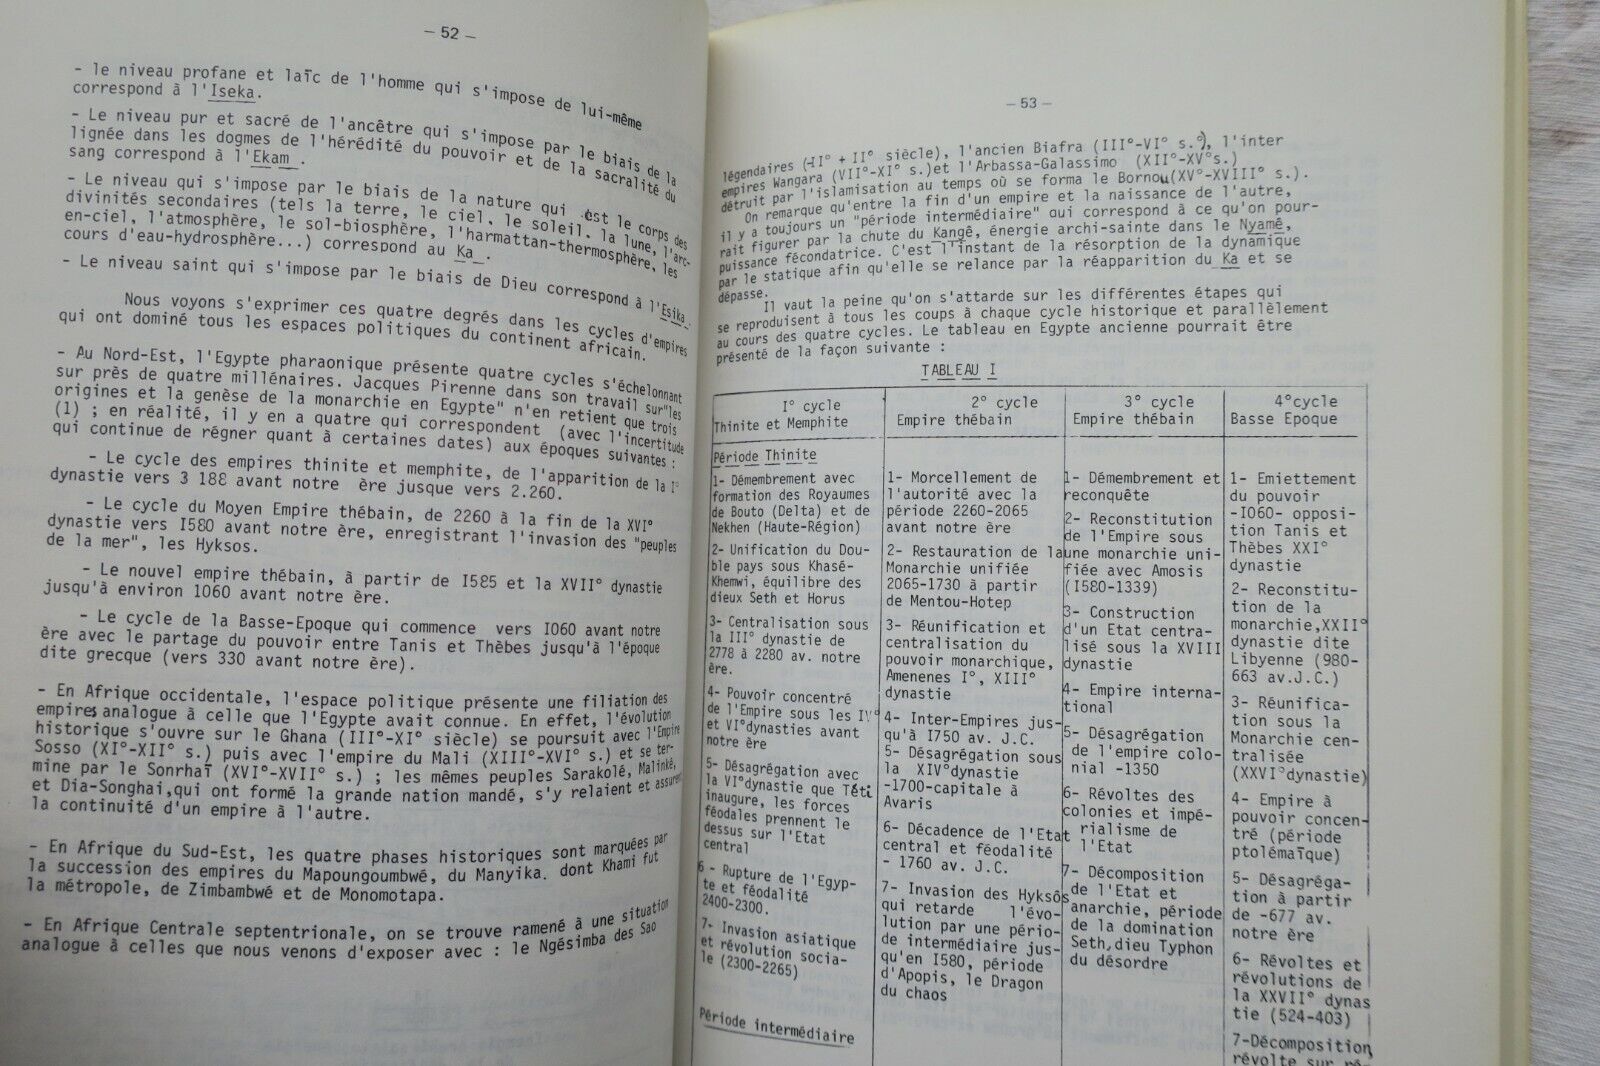 — 52 —
- le niveau profane et laïc de l'homme qui s'impose de lui-même
correspond à l'Iseka.
- Le niveau pur et sacré de l'ancêtre qui s'impose par le biais de la
lignée dans les dogmes de l'hérédité du pouvoir et de la sacralité du
sang correspond à l'Ekam .
- Le niveau qui s'impose par le biais de la nature qui est le corps des
divinités secondaires (tels la terre, le ciel, le soleil, la lune, l'arc-
en-ciel, l'atmosphère, le sol-biosphère, l'harmattan-thermosphère, les
cours d'eau-hydrosphère...) correspond au Ka .
- Le niveau saint qui s'impose par le biais de Dieu correspond à l'Esika
Nous voyons s'exprimer ces quatre degrés dans les cycles d'empires
qui ont dominé tous les espaces politiques du continent africain.
- Au Nord-Est, l'Egypte pharaonique présente quatre cycles s'échelonnant
sur près de quatre millénaires. Jacques Pirenne dans son travail sur"les
origines et la genèse de la monarchie en Egypte" n'en retient que trois
(1) ; en réalité, il y en a quatre qui correspondent (avec l'incertitude
qui continue de régner quant à certaines dates) aux époques suivantes :
- Le cycle des empires thinite et memphite, de l'apparition de la I°
dynastie vers 3 188 avant notre ère jusque vers 2.260.
- Le cycle du Moyen Empire thébain, de 2260 à la fin de la XVI°
dynastie vers I580 avant notre ère, enregistrant l'invasion des "peuples
de la mer", les Hyksos.
- Le nouvel empire thébain, à partir de I585 et la XVII° dynastie
jusqu'à environ I060 avant notre ère.
- Le cycle de la Basse-Epoque qui commence vers I060 avant notre
ère avec le partage du pouvoir entre Tanis et Thèbes jusqu'à l'époque
dite grecque (vers 330 avant notre ère).
- En Afrique occidentale, l'espace politique présente une filiation des
empires analogue à celle que l'Egypte avait connue. En effet, l'évolution
historique s'ouvre sur le Ghana (III°-XI° siècle) se poursuit avec l'Empire
Sosso (XI°-XII° s.) puis avec l'empire du Mali (XIII°-XVI° s.) et se ter-
mine par le Sonrhaï (XVI°-XVII° s.) ; les mêmes peuples Sarakolé, Malinké,
et Dia-Songhai,qui ont formé la grande nation mandé, s'y relaient et assurent
la continuité d'un empire à l'autre.
- En Afrique du Sud-Est, les quatre phases historiques sont marquées par
la succession des empires du Mapoungoumbwé, du Manyika. dont Khami fut
la métropole, de Zimbambwé et de Monomotapa.
- En Afrique Centrale septentrionale, on se trouve ramené à une situation
analogue à celles que nous venons d'exposer avec : le Ngésimba des Sao
— 53 —
légendaires (-I° + II° siècle), l'ancien Biafra (III°-VI° s.°), l'inter
empires Wangara (VII°-XI° s.)et l'Arbassa-Galassimo (XII°-XV°s.)
détruit par l'islamisation au temps où se forma le Bornou(XV°-XVIII° s.).
On remarque qu'entre la fin d'un empire et la naissance de l'autre,
il y a toujours un "période intermédiaire" qui correspond à ce qu'on pour-
rait figurer par la chute du Kangê, énergie archi-sainte dans le Nyamê,
puissance fécondatrice. C'est l'instant de la résorption de la dynamique
par le statique afin qu'elle se relance par la réapparition du Ka et se
dépasse.
Il vaut la peine qu'on s'attarde sur les différentes étapes qui
se reproduisent à tous les coups à chaque cycle historique et parallèlement
au cours des quatre cycles. Le tableau en Egypte ancienne pourrait être
présenté de la façon suivante :
TABLEAU I
I° cycle
Thinite et Memphite
Période Thinite
1- Démembrement avec
formation des Royaumes
de Bouto (Delta) et de
Nekhen (Haute-Région)
2- Unification du Dou-
ble pays sous Khasé-
Khemwi, équilibre des
dieux Seth et Horus
3- Centralisation sous
la III° dynastie de
2778 à 2280 av. notre
ère.
4- Pouvoir concentré
de l'Empire sous les IV°
et VI°dynasties avant
notre ère
5- Désagrégation avec
la VI°dynastie que Téti
inaugure, les forces
féodales prennent le
dessus sur l'Etat
central
6 - Rupture de l'Egyp-
te et féodalité
2400-2300.
7- Invasion asiatique
et révolution socia-
le (2300-2265)
Période intermédiaire
2° cycle
Empire thébain
1- Morcellement de
l'autorité avec la
période 2260-2065
avant notre ère
2- Restauration de la
Monarchie unifiée
2065-1730 à partir
de Mentou-Hotep
3- Réunification et
centralisation du
pouvoir monarchique,
Amenenes I°, XIII°
dynastie
4- Inter-Empires jus-
qu'à I750 av. J.C.
5- Désagrégation sous
la XIV°dynastie
-1700-capitale à
Avaris
6- Décadence de l'Etat
central et féodalité
- 1760 av. J.C.
7- Invasion des Hyksôs
qui retarde l'évo-
lution par une pério-
de intermédiaire jus-
qu'en I580, période
d'Apopis, le Dragon
du chaos
3° cycle
Empire thébain
1- Démembrement et
reconquête
2- Reconstitution
de l'Empire sous
une monarchie uni-
fiée avec Amosis
(I580-1339)
3- Construction
d'un Etat centra-
lisé sous la XVIII
dynastie
4- Empire interna-
tional
5- Désagrégation
de l'empire colo-
nial -1350
6- Révoltes des
colonies et impé-
rialisme de
l'Etat
7- Décomposition
de l'Etat et
anarchie, période
de la domination
Seth,dieu Typhon
du désordre
4°cycle
Basse Epoque
1- Emiettement
du pouvoir
-I060- opposi-
tion Tanis et
Thèbes XXI°
dynastie
2- Reconstitu-
tion de la
monarchie,XXII°
dynastie dite
Libyenne (980-
663 av.J.C.)
3- Réunifica-
tion sous la
Monarchie cen-
tralisée
(XXVI°dynastie)
4- Empire à
pouvoir concen-
tré (période
ptolémaïque)
5- Désagréga-
tion à partir
de -677 av.
notre ère
6- Révoltes et
révolutions de
la XXVII° dynas
tie (524-403)
7-Décomposition,
révolte sur ré-